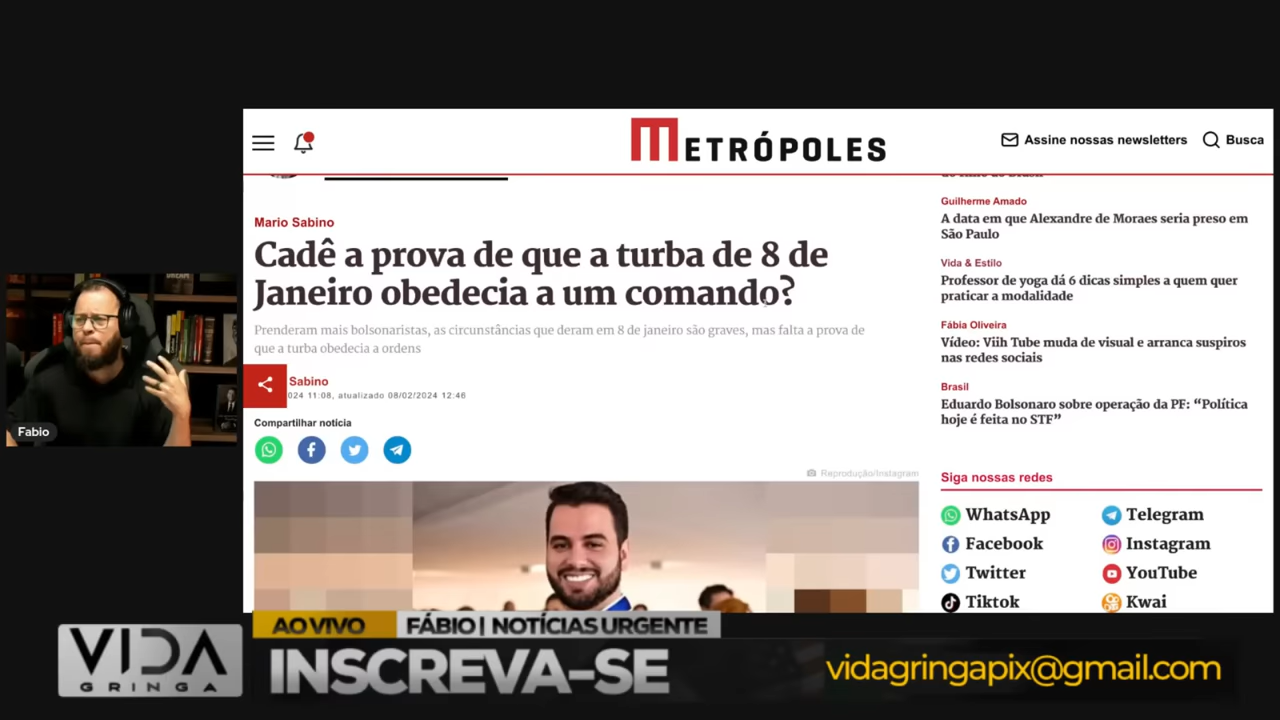 METRÓPOLES
Assine nossas newsletters
Busca
Mario Sabino
Cadê a prova de que a turba de 8 de
Janeiro obedecia a um comando?
Prenderam mais bolsonaristas, as circunstâncias que deram em 8 de janeiro são graves, mas falta a prova de
que a turba obedecia a ordens
Sabino
024 11:08, atualizado 08/02/2024 12:46
Compartilhar notícia
Reprodução/Instagram
Guilherme Amado
A data em que Alexandre de Moraes seria preso em
São Paulo
Vida & Estilo
Professor de yoga dá 6 dicas simples a quem quer
praticar a modalidade
Fábia Oliveira
Vídeo: Viih Tube muda de visual e arranca suspiros
nas redes sociais
Brasil
Eduardo Bolsonaro sobre operação da PF: “Política
hoje é feita no STF”
Siga nossas redes
WhatsApp
Telegram
Facebook
Instagram
Twitter
YouTube
Tiktok
Kwai
Fabio
VIDA
GRINGA
AO VIVO
FÁBIO | NOTÍCIAS URGENTE
INSCREVA-SE
vidagringapix@gmail.com